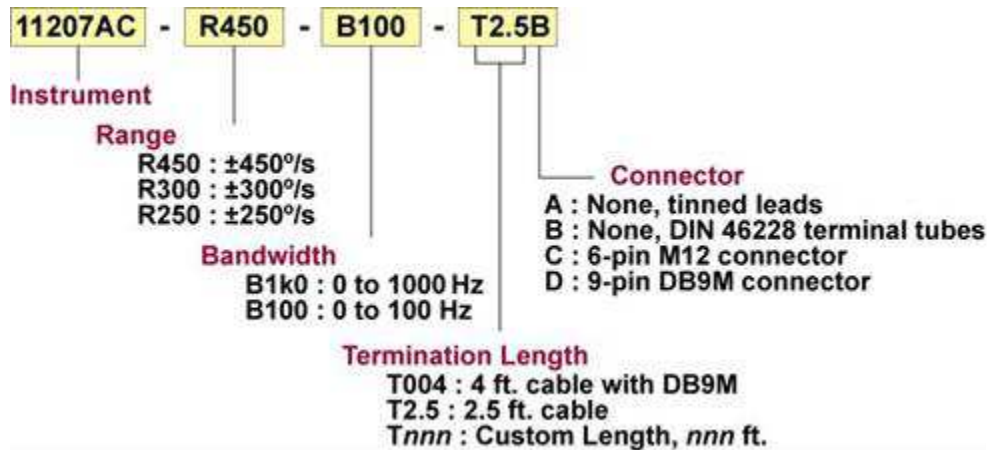 11207AC - R450 - B100 - T2.5B
Instrument
Range
R450 : ±450º/s
R300 : ±300º/s
R250 : ±250º/s
Connector
A : None, tinned leads
B : None, DIN 46228 terminal tubes
C : 6-pin M12 connector
D : 9-pin DB9M connector
Bandwidth
B1k0 : 0 to 1000 Hz
B100 : 0 to 100 Hz
Termination Length
T004 : 4 ft. cable with DB9M
T2.5 : 2.5 ft. cable
Tnnn : Custom Length, nnn ft.